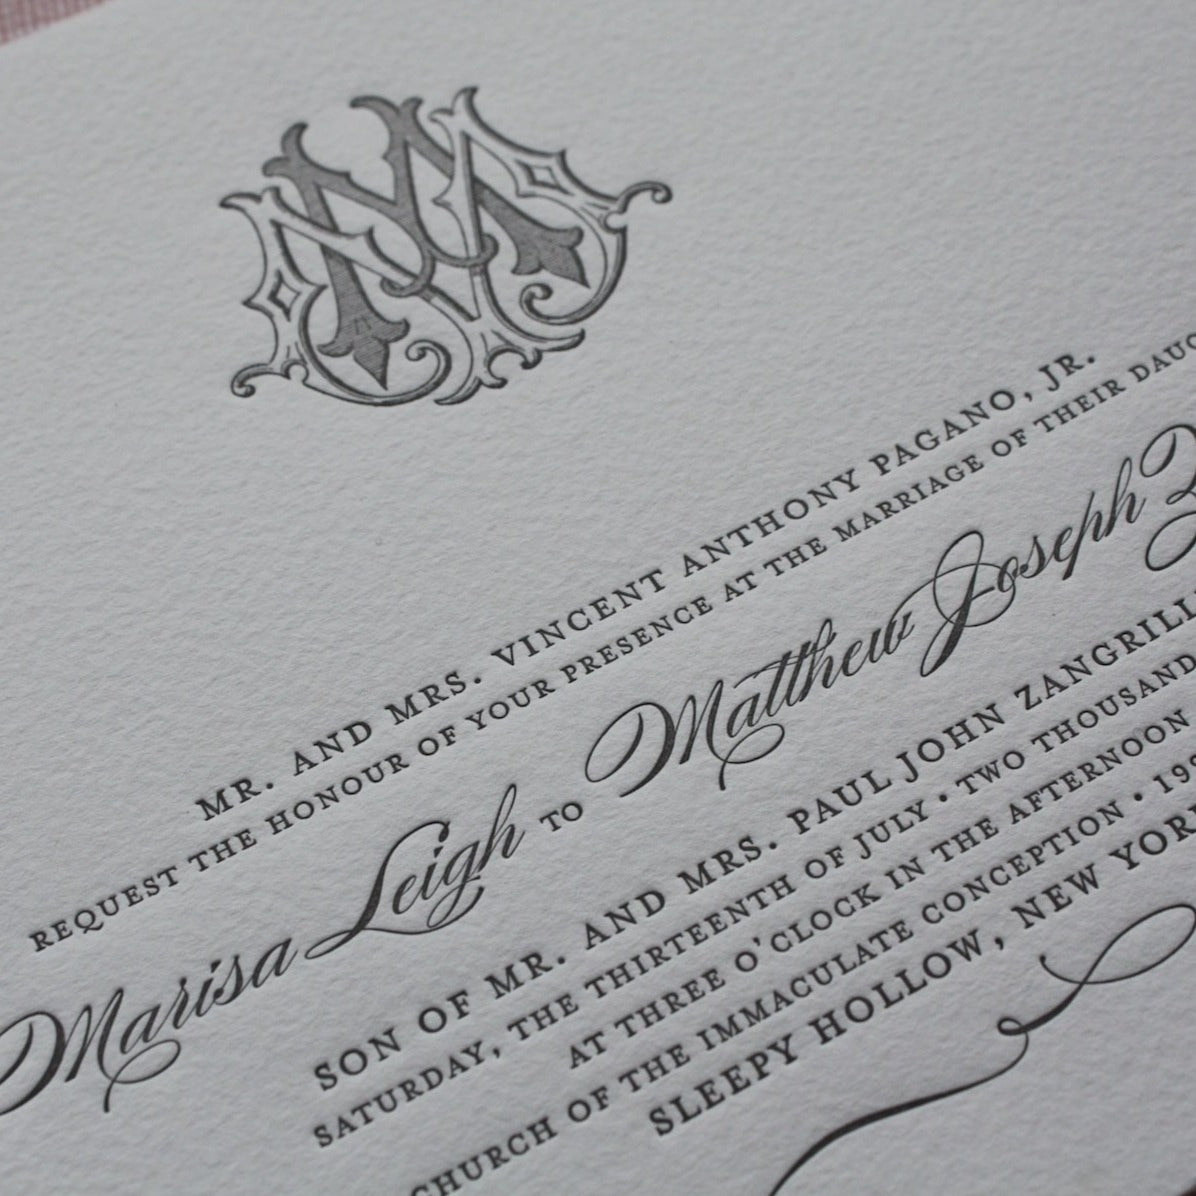 MM
MR. AND MRS. VINCENT ANTHONY PAGANO, JR.
REQUEST THE HONOUR OF YOUR PRESENCE AT THE MARRIAGE OF THEIR
Marisa Leigh TO Matthew Joseph
SON OF MR. AND MRS. PAUL JOHN
SATURDAY, THE THIRTEENTH OF JULY • TWO THOUSAND
AT THREE O'CLOCK IN THE AFTERNOON
CHURCH OF THE IMMACULATE CONCEPTION •
SLEEPY HOLLOW, NEW YORK